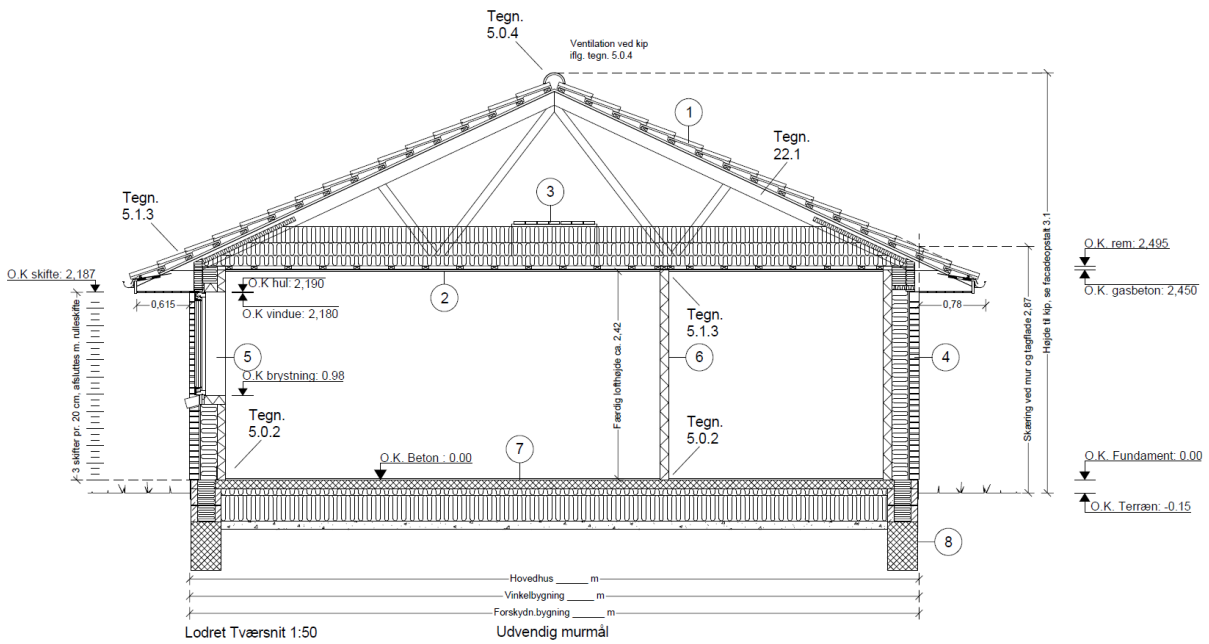 Tegn.
5.0.4
Ventilation ved kip
iflg. tegn. 5.0.4
1
Tegn.
22.1
3
Tegn.
5.1.3
O.K skifte: 2,187
O.K hul: 2,190
O.K vindue: 2,180
2
0,615
0,78
O.K. rem: 2,495
O.K. gasbeton: 2,450
Højde til kip, se facadeopstalt 3.1
Skæring ved mur og tagflade 2,87
Tegn.
5.1.3
3 skifter pr. 20 cm, afsluttes m. rulleskifte
5
Færdig loftshøjde ca. 2,42
6
4
O.K brystning: 0.98
Tegn.
5.0.2
Tegn.
5.0.2
O.K. Beton : 0.00
7
O.K. Fundament: 0.00
O.K. Terræn: -0.15
8
Hovedhus ______ m
Vinkelbygning _____ m
Forskydn.bygning ______ m
Lodret Tværsnit 1:50
Udvendig murmål